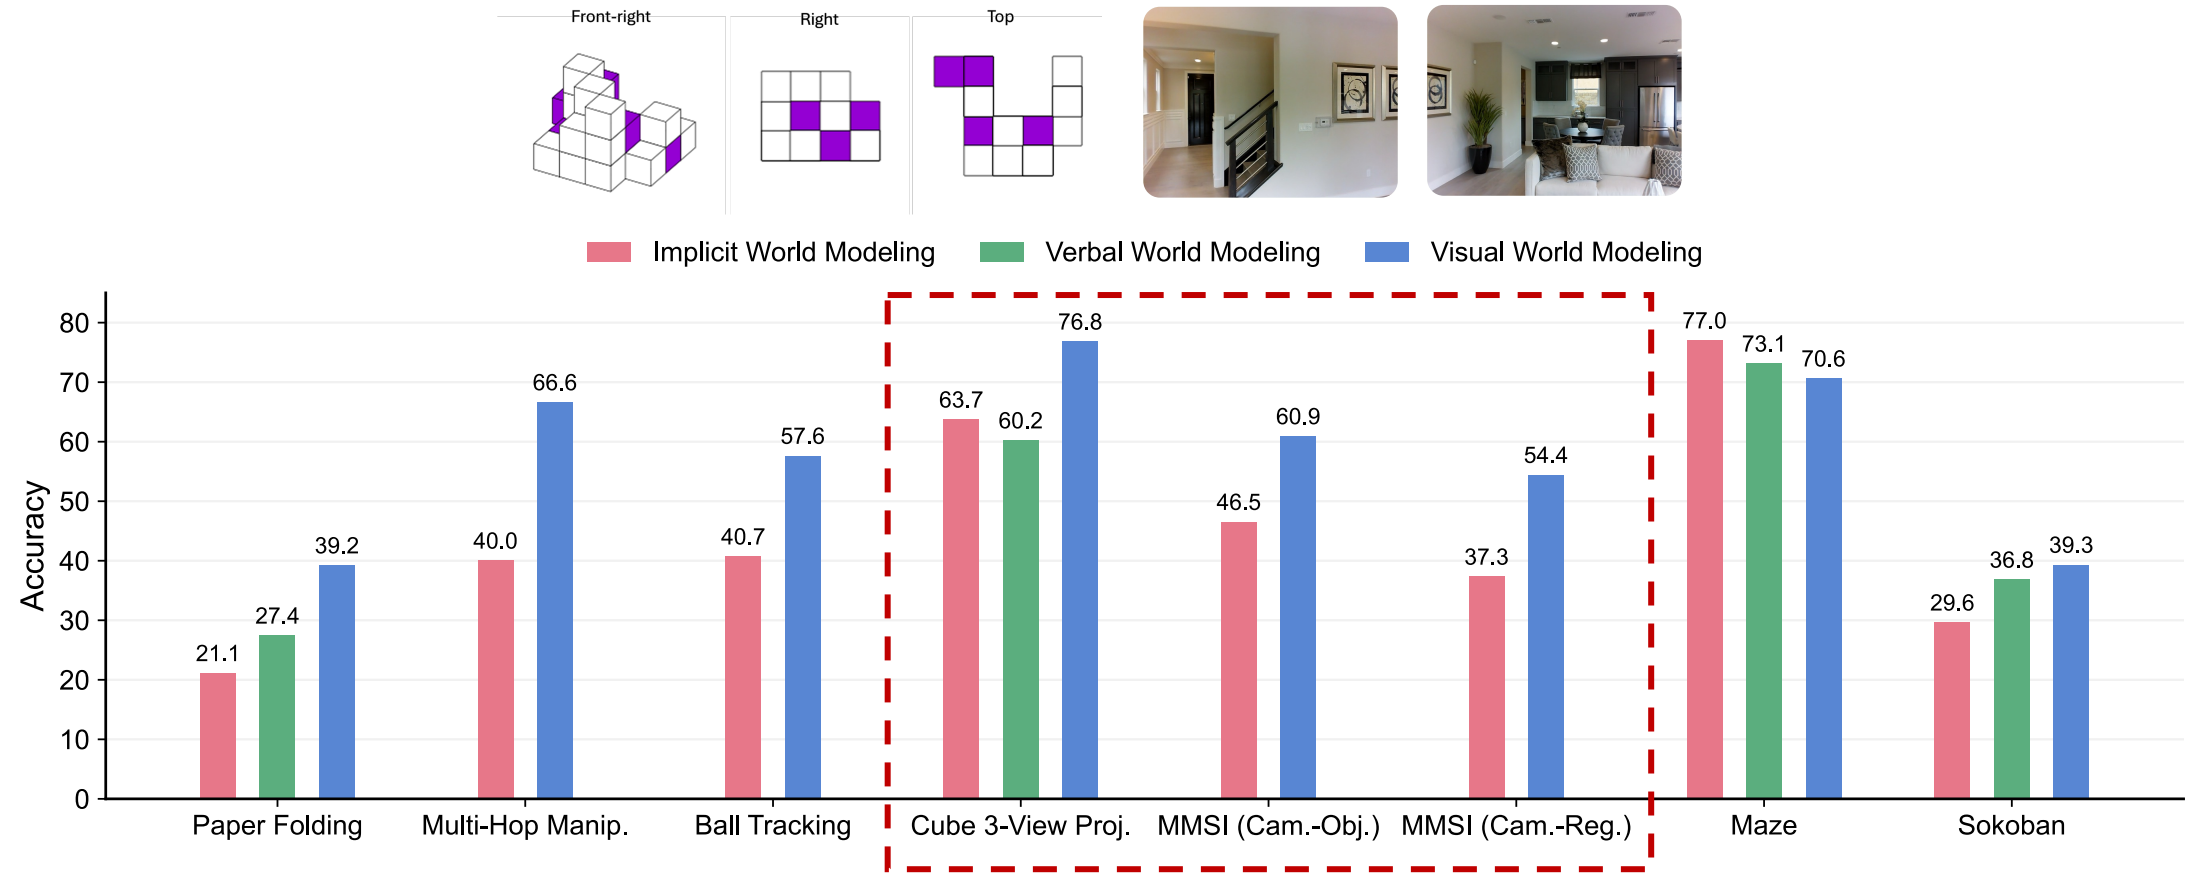 Front-right
Right
Top
Implicit World Modeling
Verbal World Modeling
Visual World Modeling
Accuracy
80
70
60
50
40
30
20
10
0
21.1
27.4
39.2
40.0
66.6
40.7
57.6
63.7
60.2
76.8
46.5
60.9
37.3
54.4
77.0
73.1
70.6
29.6
36.8
39.3
Paper Folding
Multi-Hop Manip.
Ball Tracking
Cube 3-View Proj.
MMSI (Cam.-Obj.)
MMSI (Cam.-Reg.)
Maze
Sokoban